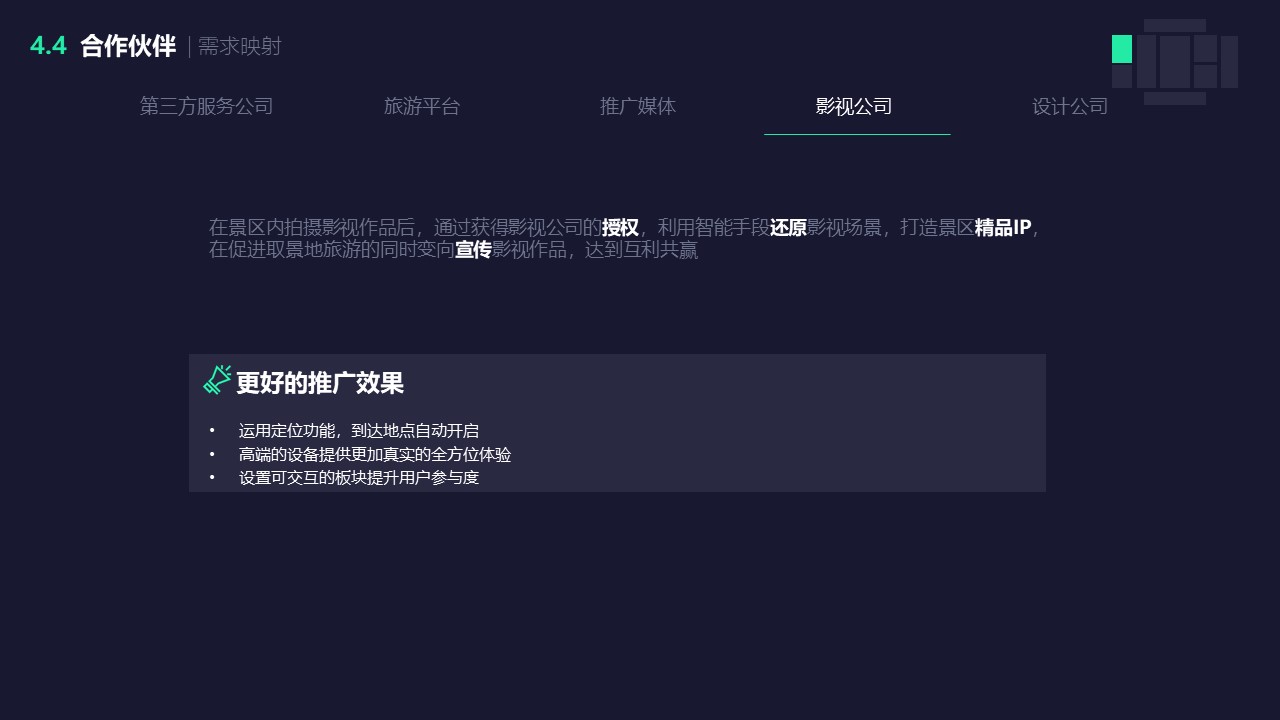 4.4 合作伙伴 需求映射
第三方服务公司 旅游平台 推广媒体 影视公司 设计公司
在景区内拍摄影视作品后，通过获得影视公司的授权，利用智能手段还原影视场景，打造景区精品IP，
在促进取景地旅游的同时变向宣传影视作品，达到互利共赢
更好的推广效果
• 运用定位功能，到达地点自动开启
• 高端的设备提供更加真实的全方位体验
• 设置可交互的板块提升用户参与度